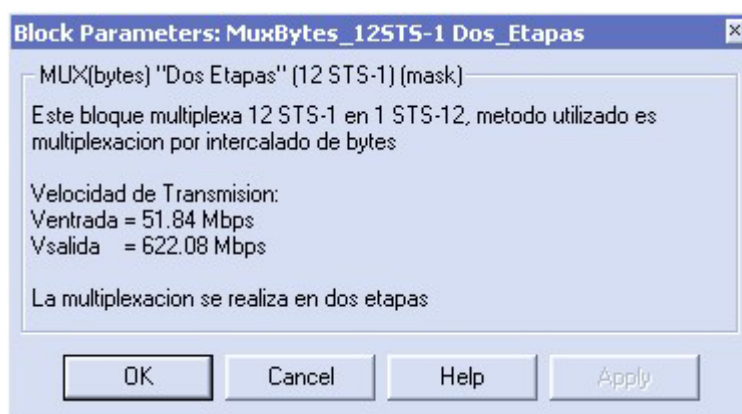 Block Parameters: MuxBytes_12STS-1 Dos_Etapas
MUX(bytes) "Dos Etapas" (12 STS-1) (mask)
Este bloque multiplexa 12 STS-1 en 1 STS-12, metodo utilizado es
multiplexacion por intercalado de bytes
Velocidad de Transmision:
Ventrada = 51.84 Mbps
Vsalida = 622.08 Mbps
La multiplexacion se realiza en dos etapas
OK Cancel Help Apply